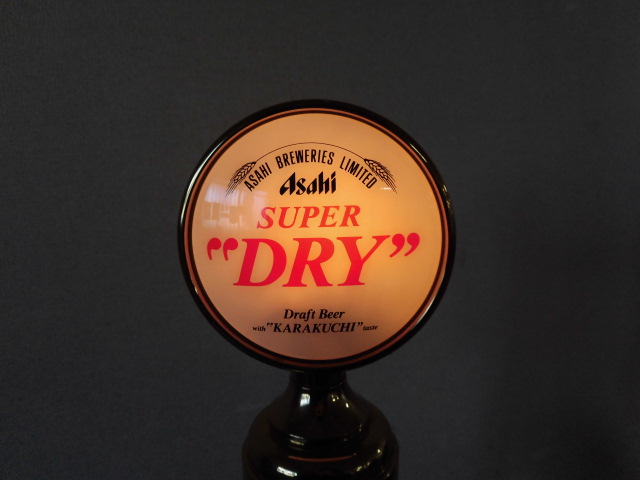 ASAHI BREWERIES LIMITED
Asahi
SUPER
"DRY"
Draft Beer
with "KARAKUCHI" taste